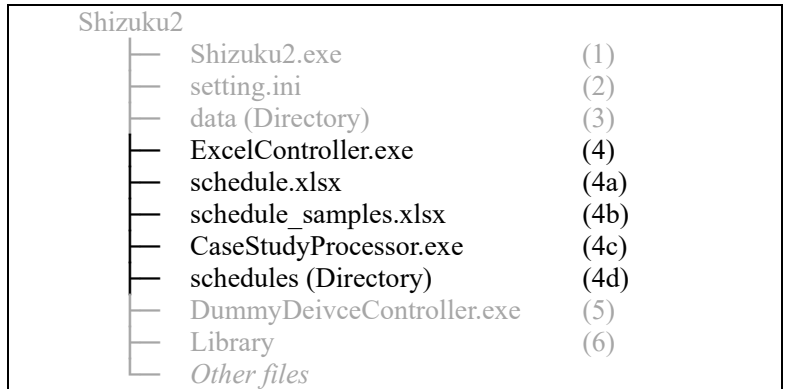 Shizuku2
Shizuku2.exe (1)
setting.ini (2)
data (Directory) (3)
ExcelController.exe (4)
schedule.xlsx (4a)
schedule_samples.xlsx (4b)
CaseStudyProcessor.exe (4c)
schedules (Directory) (4d)
DummyDeivceController.exe (5)
Library (6)
Other files